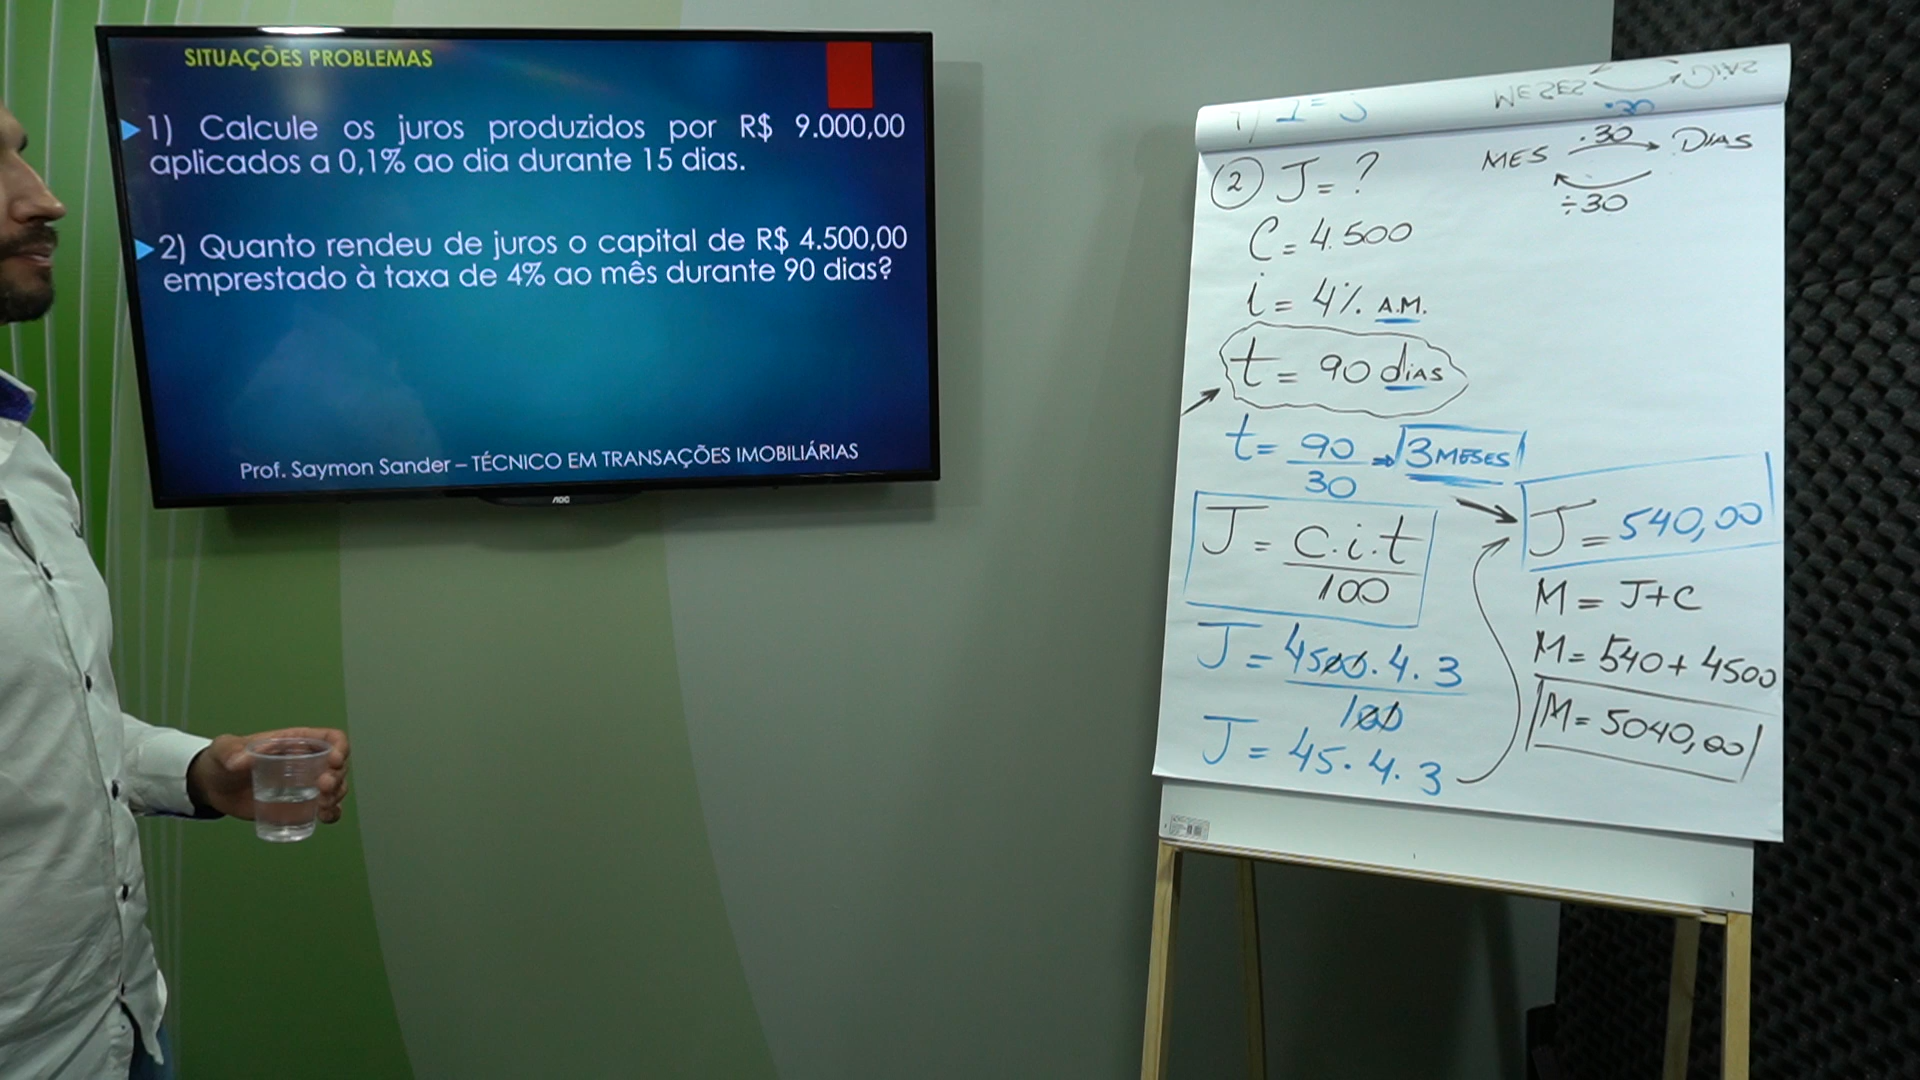 SITUAÇÕES PROBLEMAS
1) Calcule os juros produzidos por R$ 9.000,00
aplicados a 0,1% ao dia durante 15 dias.
2) Quanto rendeu de juros o capital de R$ 4.500,00
emprestado à taxa de 4% ao mês durante 90 dias?
Prof. Saymon Sander – TÉCNICO EM TRANSAÇÕES IMOBILIÁRIAS
AOC
MESES
DIAS
·30
MES ·30 DIAS
÷30
2 J = ?
C = 4.500
i = 4% A.M.
t = 90 dias
t = 90 ⇒ 3 MESES
30
J = C.i.t
100
J = 4500.4.3
100
J = 45.4.3
J = 540,00
M = J+C
M = 540 + 4500
M = 5040,00